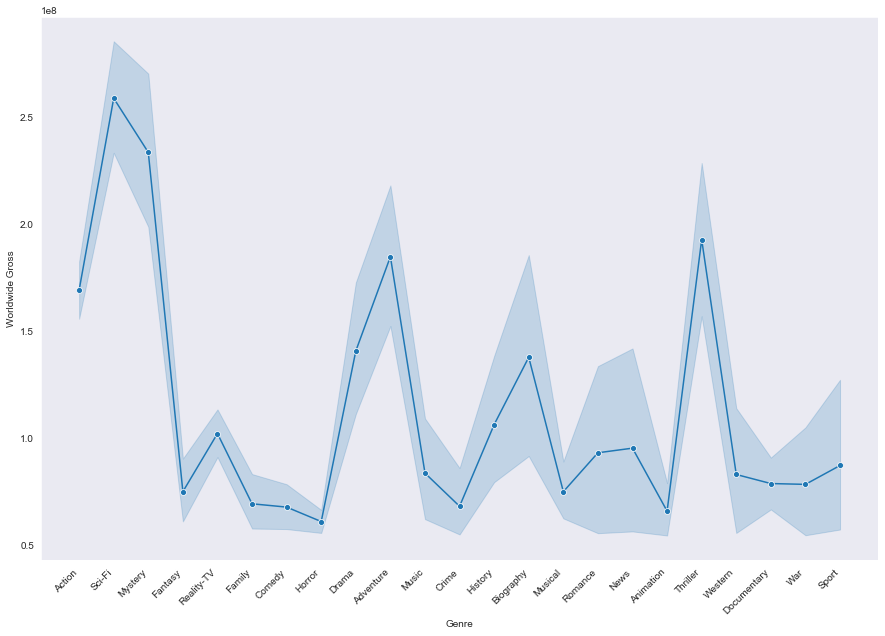 1e8
2.5
2.0
1.5
1.0
0.5
Worldwide Gross
Action
Sci-Fi
Mystery
Fantasy
Reality-TV
Family
Comedy
Horror
Drama
Adventure
Music
Crime
History
Biography
Musical
Romance
News
Animation
Thriller
Western
Documentary
War
Sport
Genre